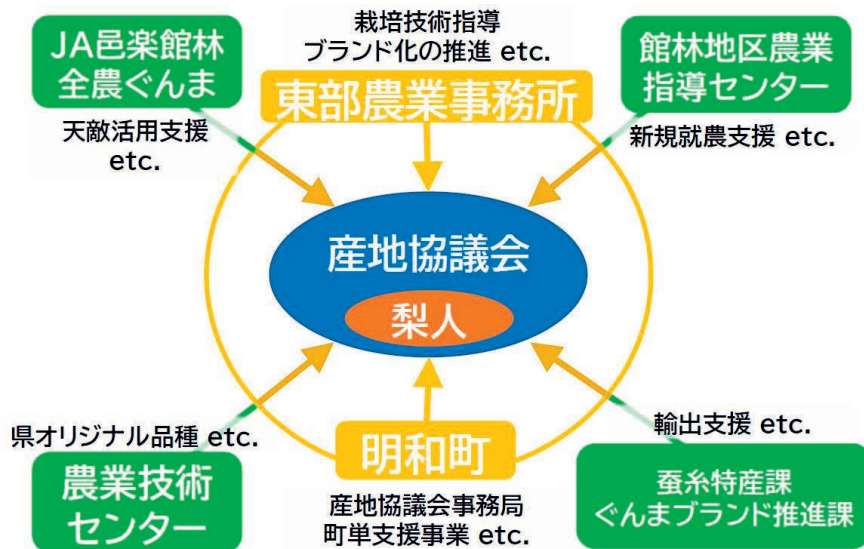 JA邑楽館林
全農ぐんま
天敵活用支援
etc.
栽培技術指導
ブランド化の推進 etc.
東部農業事務所
館林地区農業
指導センター
新規就農支援 etc.
産地協議会
梨人
県オリジナル品種 etc.
農業技術
センター
明和町
産地協議会事務局
町単支援事業 etc.
輸出支援 etc.
蚕糸特産課
ぐんまブランド推進課